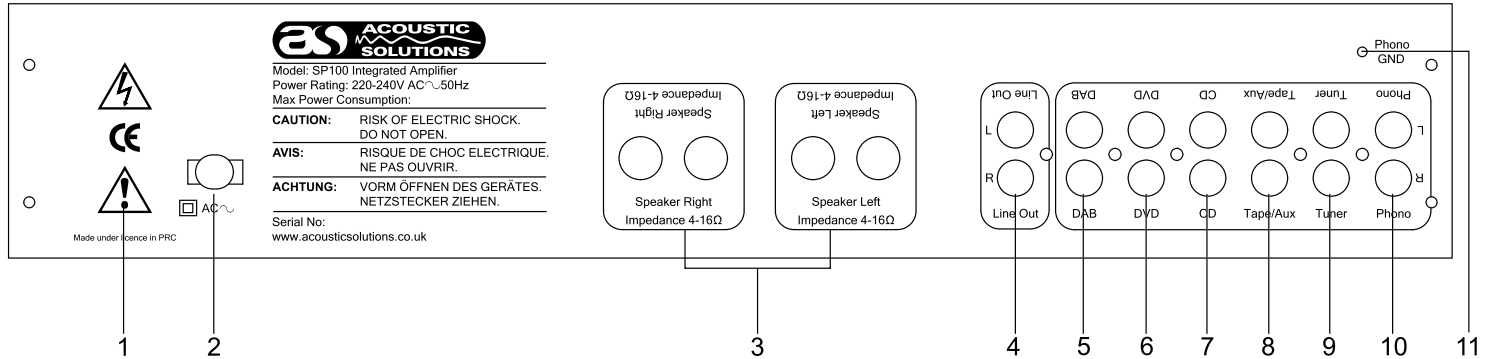 as ACOUSTIC
SOLUTIONS
Model: SP100 Integrated Amplifier
Power Rating: 220-240V AC～50Hz
Max Power Consumption:
CAUTION: RISK OF ELECTRIC SHOCK.
DO NOT OPEN.
AVIS: RISQUE DE CHOC ELECTRIQUE.
NE PAS OUVRIR.
ACHTUNG: VORM ÖFFNEN DES GERÄTES.
NETZSTECKER ZIEHEN.
Serial No:
www.acousticsolutions.co.uk
CE
AC～
Made under licence in PRC
Speaker Right
Impedance 4-16Ω
Speaker Right
Impedance 4-16Ω
Speaker Left
Impedance 4-16Ω
Speaker Left
Impedance 4-16Ω
Phono
GND
Line Out DAB DVD CD Tape/Aux Tuner Phono
L L
R R
Line Out DAB DVD CD Tape/Aux Tuner Phono
1 2 3 4 5 6 7 8 9 10 11